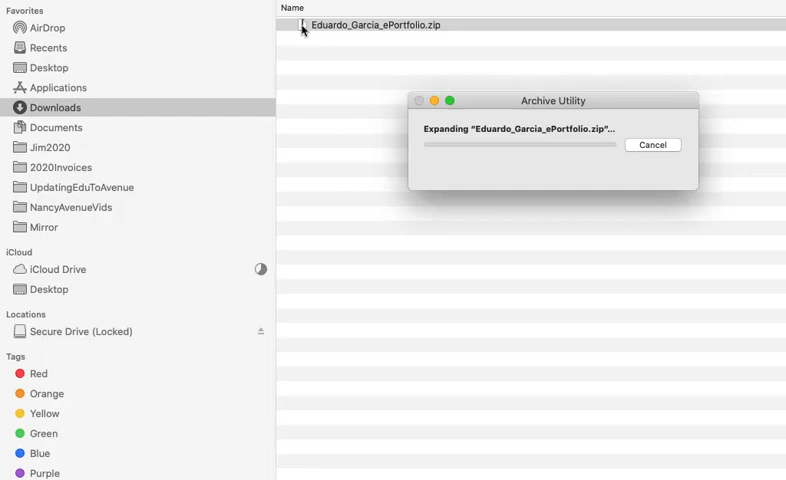 Favorites
AirDrop
Recents
Desktop
Applications
Downloads
Documents
Jim2020
2020Invoices
UpdatingEduToAvenue
NancyAvenueVids
Mirror
iCloud
iCloud Drive
Desktop
Locations
Secure Drive (Locked)
Tags
Red
Orange
Yellow
Green
Blue
Purple
Name
Eduardo_Garcia_ePortfolio.zip
Archive Utility
Expanding “Eduardo_Garcia_ePortfolio.zip”...
Cancel